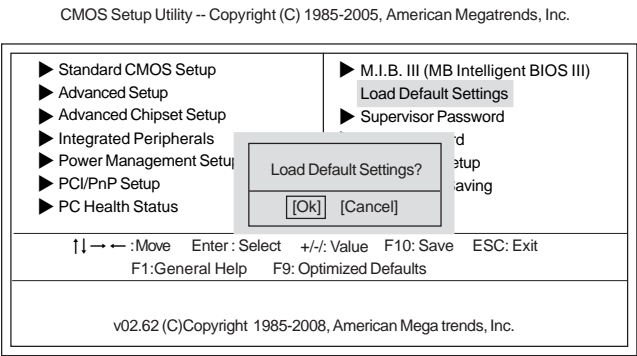 CMOS Setup Utility -- Copyright (C) 1985-2005, American Megatrends, Inc.
▶ Standard CMOS Setup
▶ Advanced Setup
▶ Advanced Chipset Setup
▶ Integrated Peripherals
▶ Power Management Setup
▶ PCI/PnP Setup
▶ PC Health Status
▶ M.I.B. III (MB Intelligent BIOS III)
Load Default Settings
▶ Supervisor Password
rd
etup
Saving
Load Default Settings?
[Ok] [Cancel]
↑↓→← :Move Enter : Select +/-/: Value F10: Save ESC: Exit
F1:General Help F9: Optimized Defaults
v02.62 (C)Copyright 1985-2008, American Mega trends, Inc.